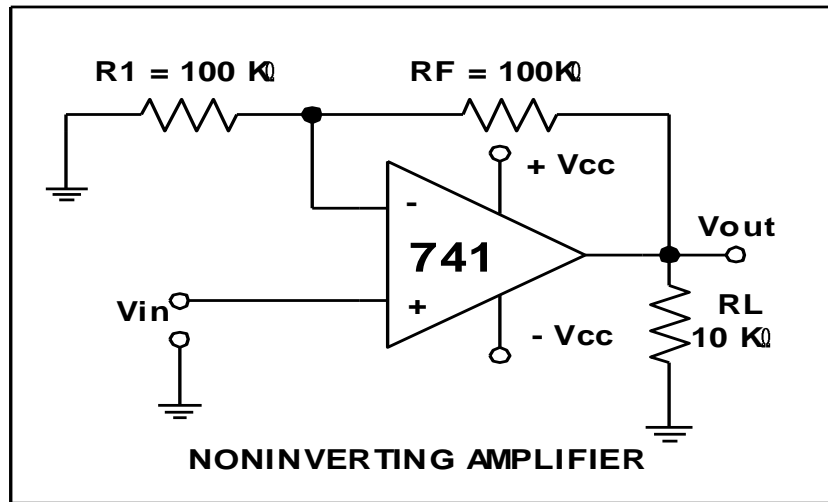 R1 = 100 KΩ
RF = 100KΩ
+ Vcc
-
741
Vout
Vin
+
- Vcc
RL
10 KΩ
NONINVERTING AMPLIFIER